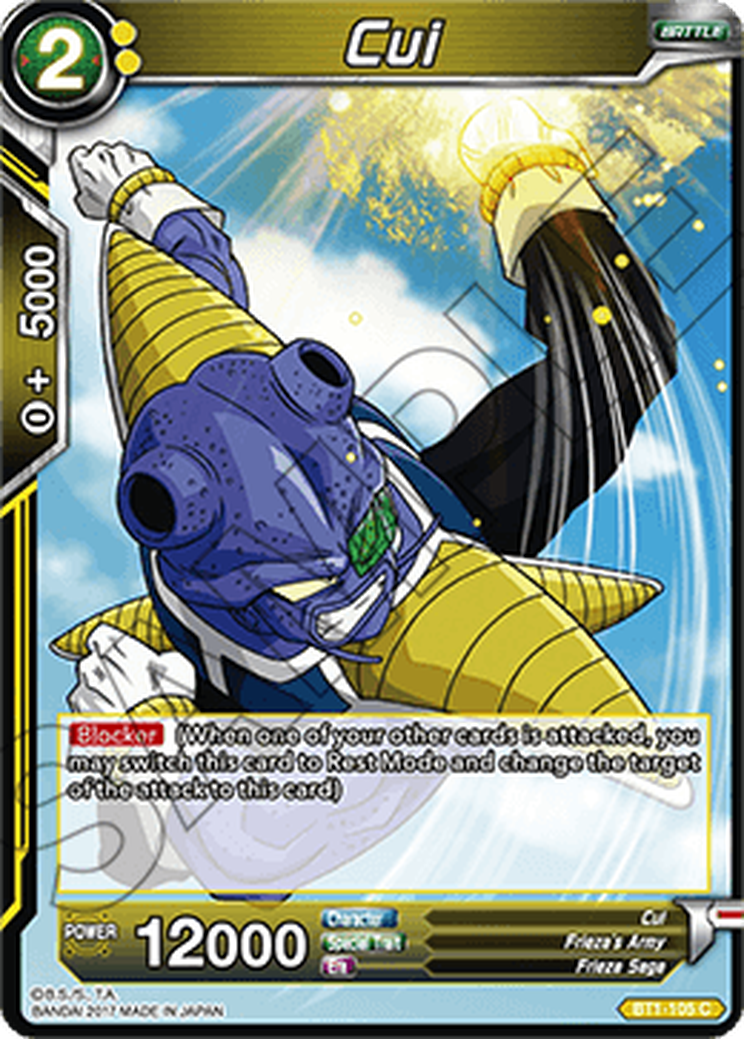 2
Cui
BATTLE
0+ 5000
Blocker (When one of your other cards is attacked, you
may switch this card to Rest Mode and change the target
of the attack to this card)
POWER 12000
Character Cui
Special Trait Frieza's Army
Era Frieza Saga
©B.S./S., T.A.
BANDAI 2017 MADE IN JAPAN
BT1-105 C
SAMPLE